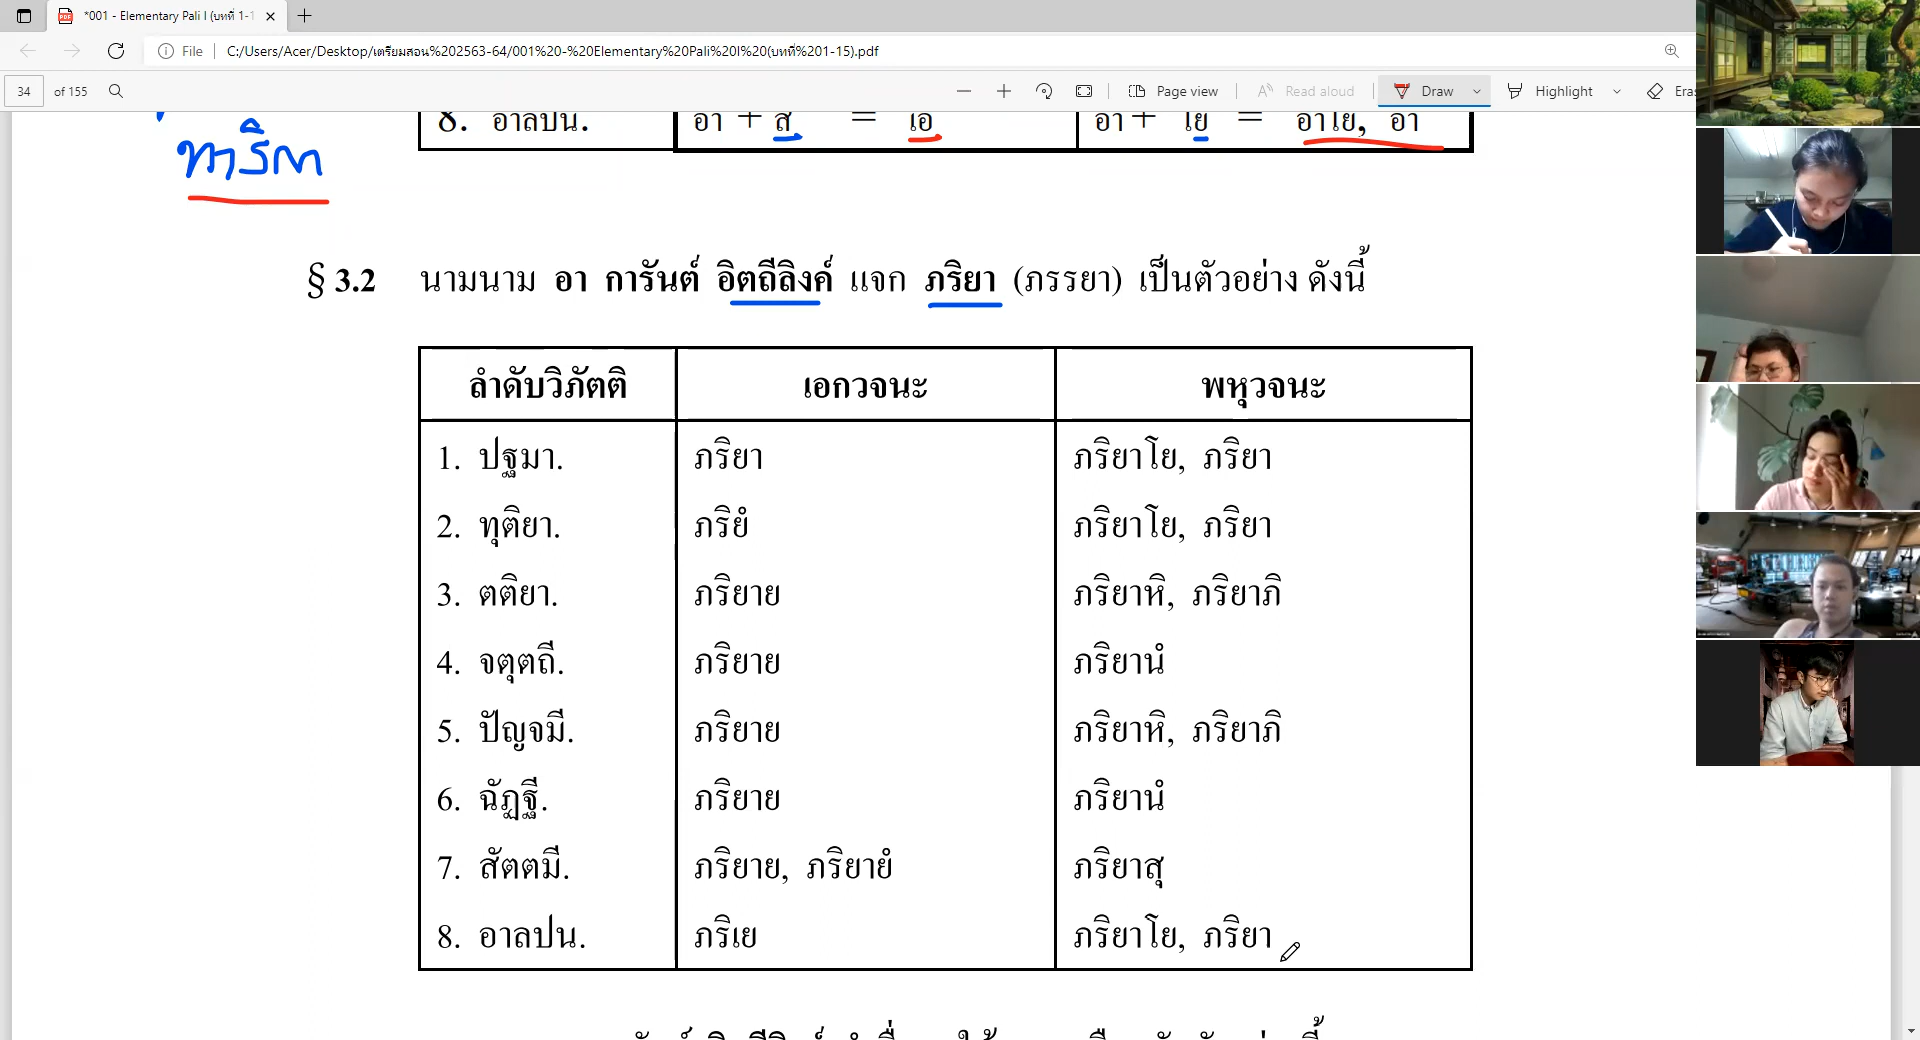 *001 - Elementary Pali I (บทที่ 1-1
File C:/Users/Acer/Desktop/เตรียมสอน%202563-64/001%20-%20Elementary%20Pali%20I%20(บทที่%201-15).pdf
34 of 155 Page view Read aloud Draw Highlight Eras
8. อาลปน. อา + สิ = เอ อา + โย = อาโย, อา
ทาริกา
§ 3.2 นามนาม อา การันต์ อิตถีลิงค์ แจก ภริยา (ภรรยา) เป็นตัวอย่าง ดังนี้
ลำดับวิภัตติ เอกวจนะ พหุวจนะ
1. ปฐมา. ภริยา ภริยาโย, ภริยา
2. ทุติยา. ภริยํ ภริยาโย, ภริยา
3. ตติยา. ภริยาย ภริยาหิ, ภริยาภิ
4. จตุตถี. ภริยาย ภริยานํ
5. ปัญจมี. ภริยาย ภริยาหิ, ภริยาภิ
6. ฉัฏฐี. ภริยาย ภริยานํ
7. สัตตมี. ภริยาย, ภริยายํ ภริยาสุ
8. อาลปน. ภริเย ภริยาโย, ภริยา